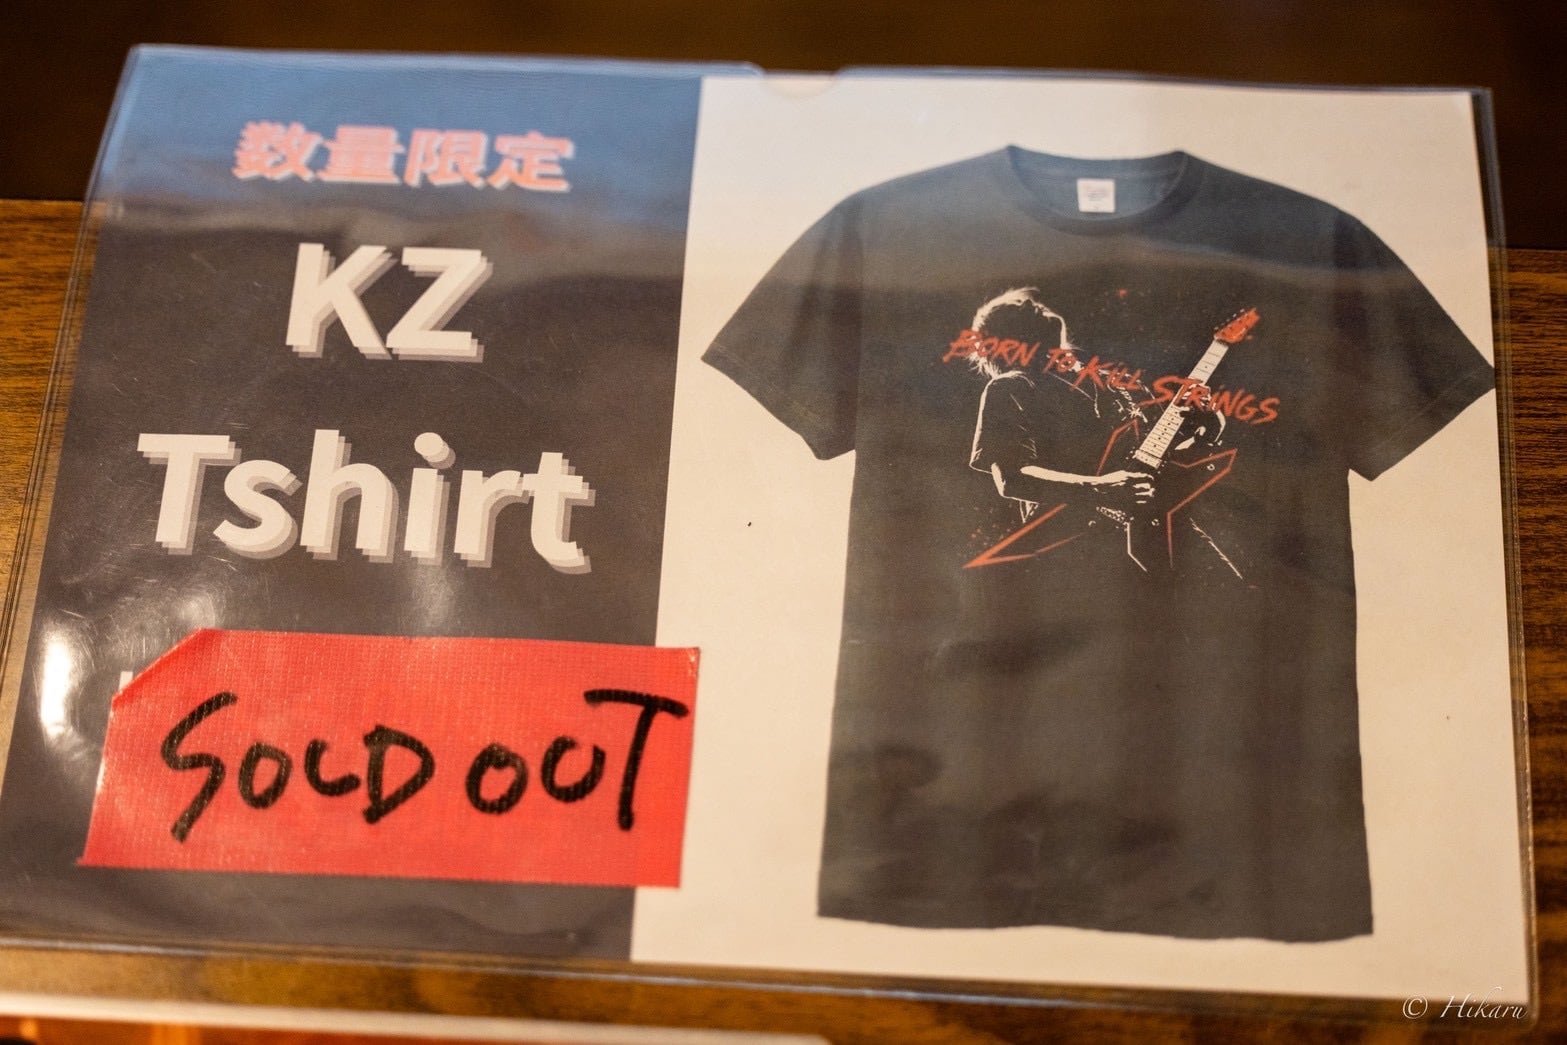 数量限定
KZ
Tshirt
SOLD OUT
BORN TO KILL STRINGS
© Hikaru